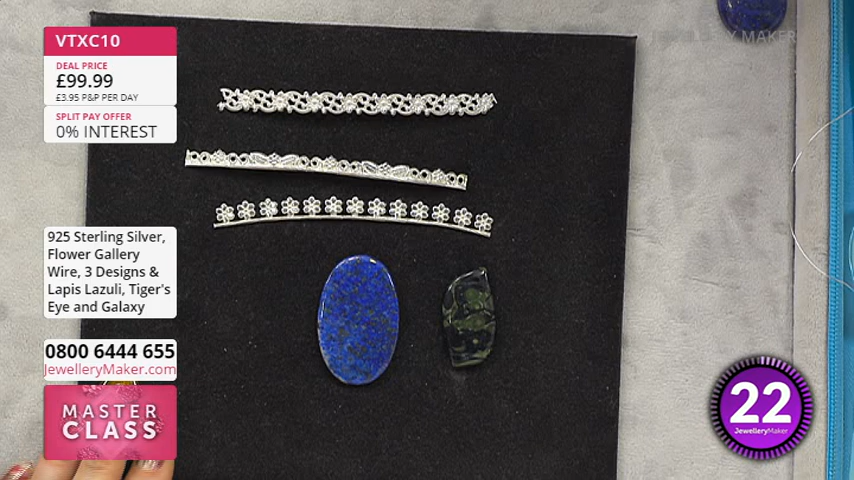 VTXC10
DEAL PRICE
£99.99
£3.95 P&P PER DAY
SPLIT PAY OFFER
0% INTEREST
925 Sterling Silver,
Flower Gallery
Wire, 3 Designs &
Lapis Lazuli, Tiger's
Eye and Galaxy
0800 6444 655
JewelleryMaker.com
MASTER
CLASS
Y MAKER
22
JewelleryMaker